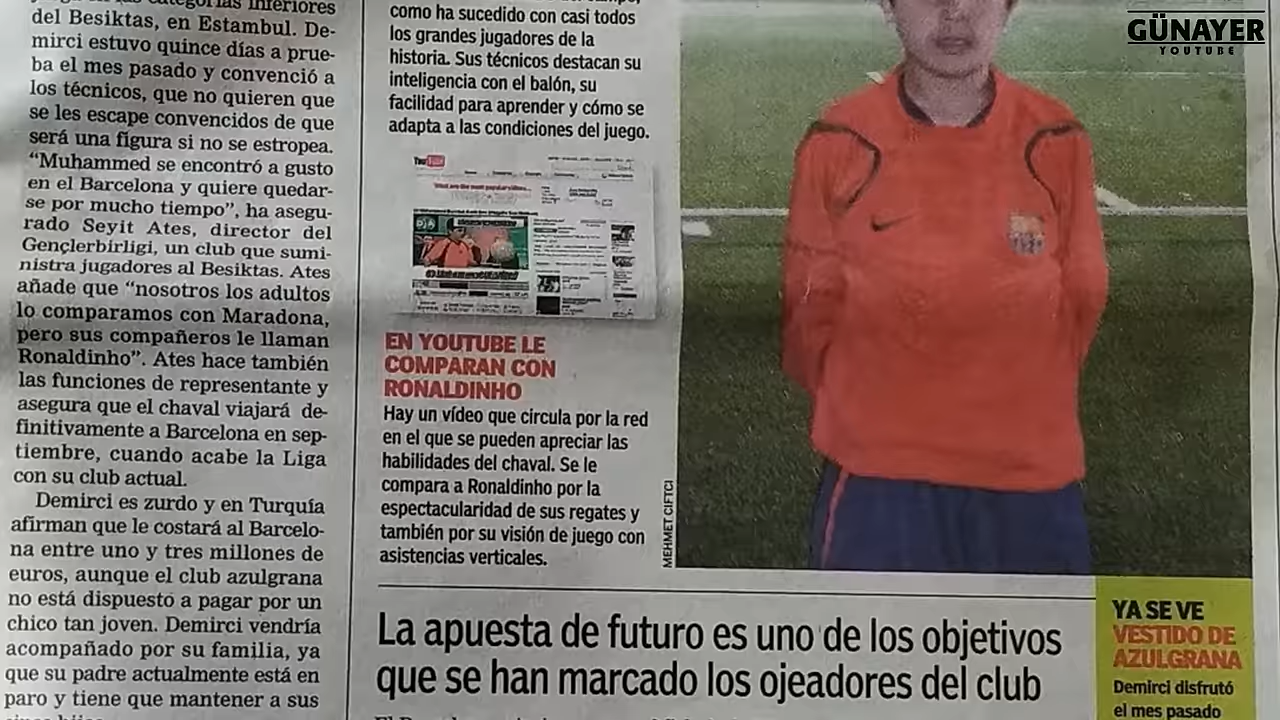 del Besiktas, en Estambul. De-
mirci estuvo quince días a prue-
ba el mes pasado y convenció a
los técnicos, que no quieren que
se les escape convencidos de que
será una figura si no se estropea.
“Muhammed se encontró a gusto
en el Barcelona y quiere quedar-
se por mucho tiempo”, ha asegu-
rado Seyit Ates, director del
Gençlerbirligi, un club que sumi-
nistra jugadores al Besiktas. Ates
añade que “nosotros los adultos
lo comparamos con Maradona,
pero sus compañeros le llaman
Ronaldinho”. Ates hace también
las funciones de representante y
asegura que el chaval viajará de-
finitivamente a Barcelona en sep-
tiembre, cuando acabe la Liga
con su club actual.
Demirci es zurdo y en Turquía
afirman que le costará al Barcelo-
na entre uno y tres millones de
euros, aunque el club azulgrana
no está dispuesto a pagar por un
chico tan joven. Demirci vendría
acompañado por su familia, ya
que su padre actualmente está en
paro y tiene que mantener a sus
como ha sucedido con casi todos
los grandes jugadores de la
historia. Sus técnicos destacan su
inteligencia con el balón, su
facilidad para aprender y cómo se
adapta a las condiciones del juego.
YouTube
EN YOUTUBE LE
COMPARAN CON
RONALDINHO
Hay un vídeo que circula por la red
en el que se pueden apreciar las
habilidades del chaval. Se le
compara a Ronaldinho por la
espectacularidad de sus regates y
también por su visión de juego con
asistencias verticales.
MEHMET CIFTCI
La apuesta de futuro es uno de los objetivos
que se han marcado los ojeadores del club
YA SE VE
VESTIDO DE
AZULGRANA
Demirci disfrutó
el mes pasado
GÜNAYER
YOUTUBE